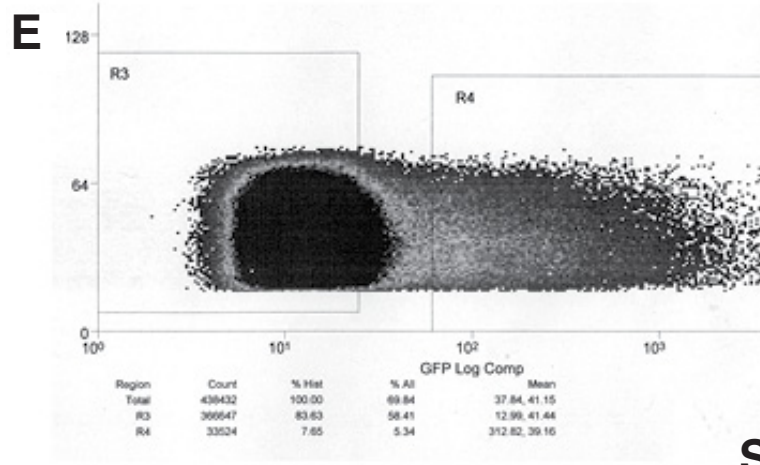 E
128
R3
R4
64
0
10⁰ 10¹ 10² 10³
GFP Log Comp
Region Count % Hist % All Mean
Total 438432 100.00 69.84 37.84, 41.15
R3 366647 83.63 58.41 12.99, 41.44
R4 33524 7.65 5.34 312.82, 39.16
S